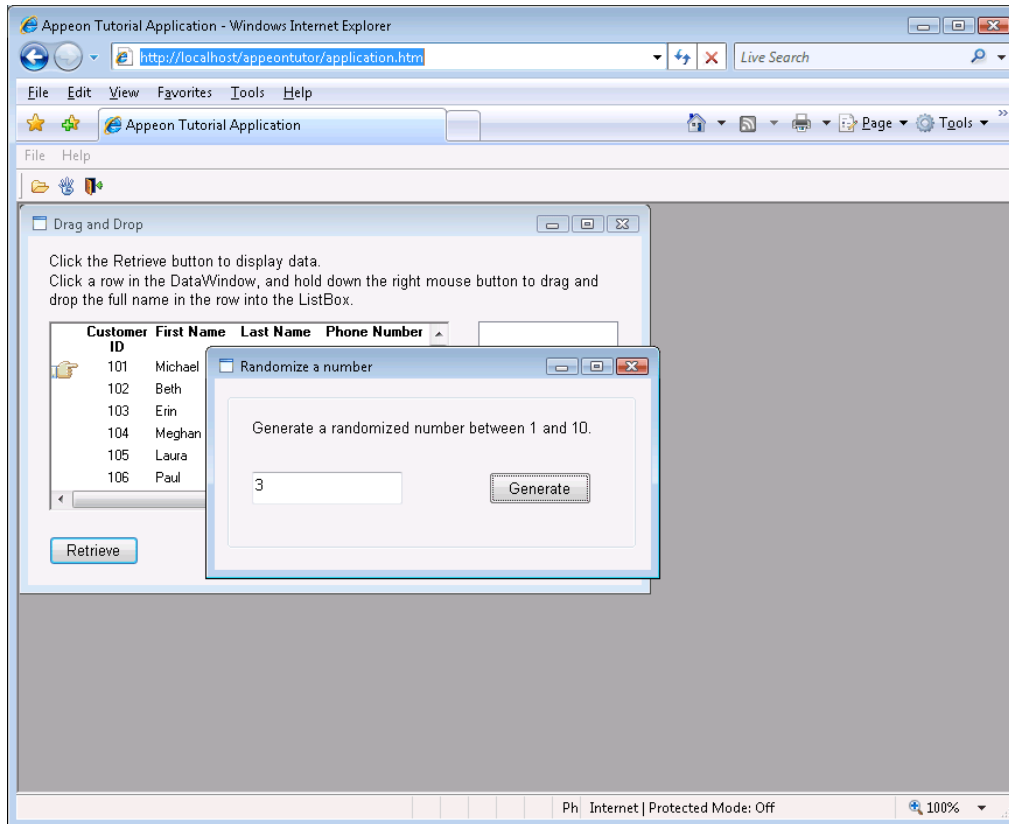 Appeon Tutorial Application - Windows Internet Explorer
http://localhost/appeontutor/application.htm
Live Search
File Edit View Favorites Tools Help
Appeon Tutorial Application
Page Tools
File Help
Drag and Drop
Click the Retrieve button to display data.
Click a row in the DataWindow, and hold down the right mouse button to drag and
drop the full name in the row into the ListBox.
Customer First Name Last Name Phone Number
ID
101 Michael
102 Beth
103 Erin
104 Meghan
105 Laura
106 Paul
Retrieve
Randomize a number
Generate a randomized number between 1 and 10.
3 Generate
Ph Internet | Protected Mode: Off 100%